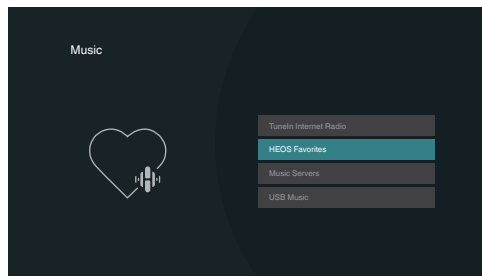 Music
TuneIn Internet Radio
HEOS Favorites
Music Servers
USB Music